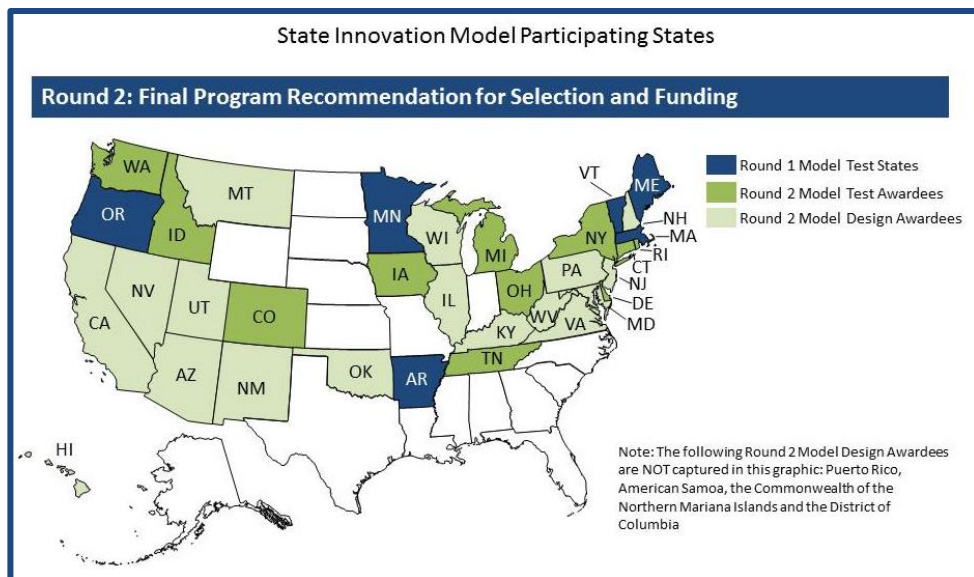 State Innovation Model Participating States
Round 2: Final Program Recommendation for Selection and Funding
Round 1 Model Test States
Round 2 Model Test Awardees
Round 2 Model Design Awardees
WA
MT
VT
ME
OR
MN
ID
WI
NH
NY
MA
MI
RI
IA
CT
PA
NJ
NV
OH
UT
IL
DE
CO
WV
CA
VA
MD
KY
TN
AZ
OK
NM
AR
HI
Note: The following Round 2 Model Design Awardees
are NOT captured in this graphic: Puerto Rico,
American Samoa, the Commonwealth of the
Northern Mariana Islands and the District of
Columbia